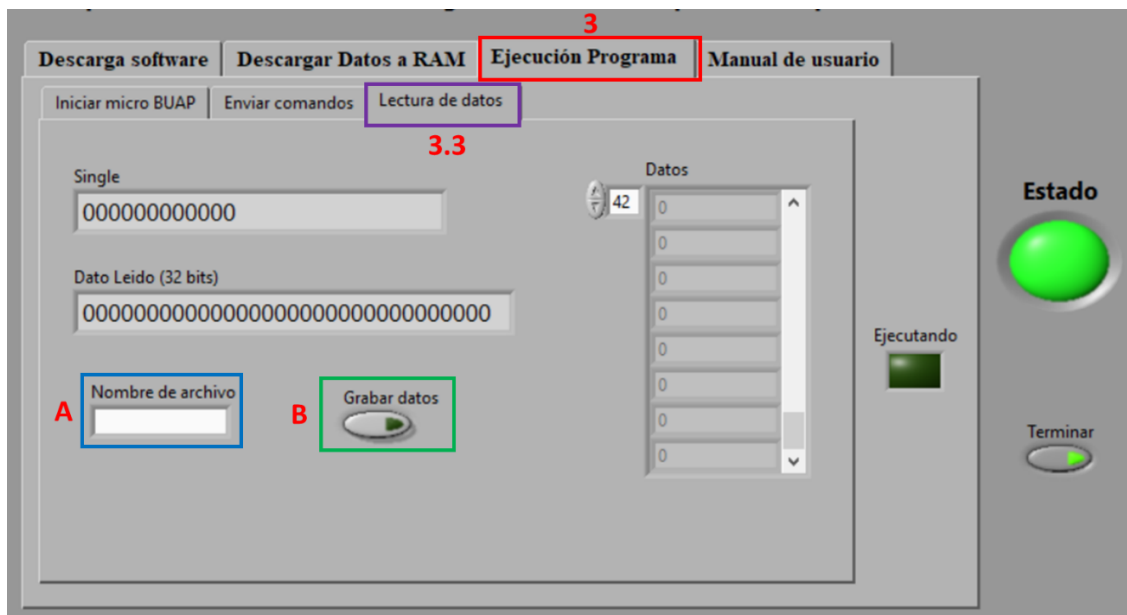 3
Descarga software Descargar Datos a RAM Ejecución Programa Manual de usuario
Iniciar micro BUAP Enviar comandos Lectura de datos
3.3
Single
000000000000
Datos
42
0
0
0
0
0
0
0
0
Dato Leido (32 bits)
00000000000000000000000000000000
A
Nombre de archivo
B
Grabar datos
Ejecutando
Estado
Terminar